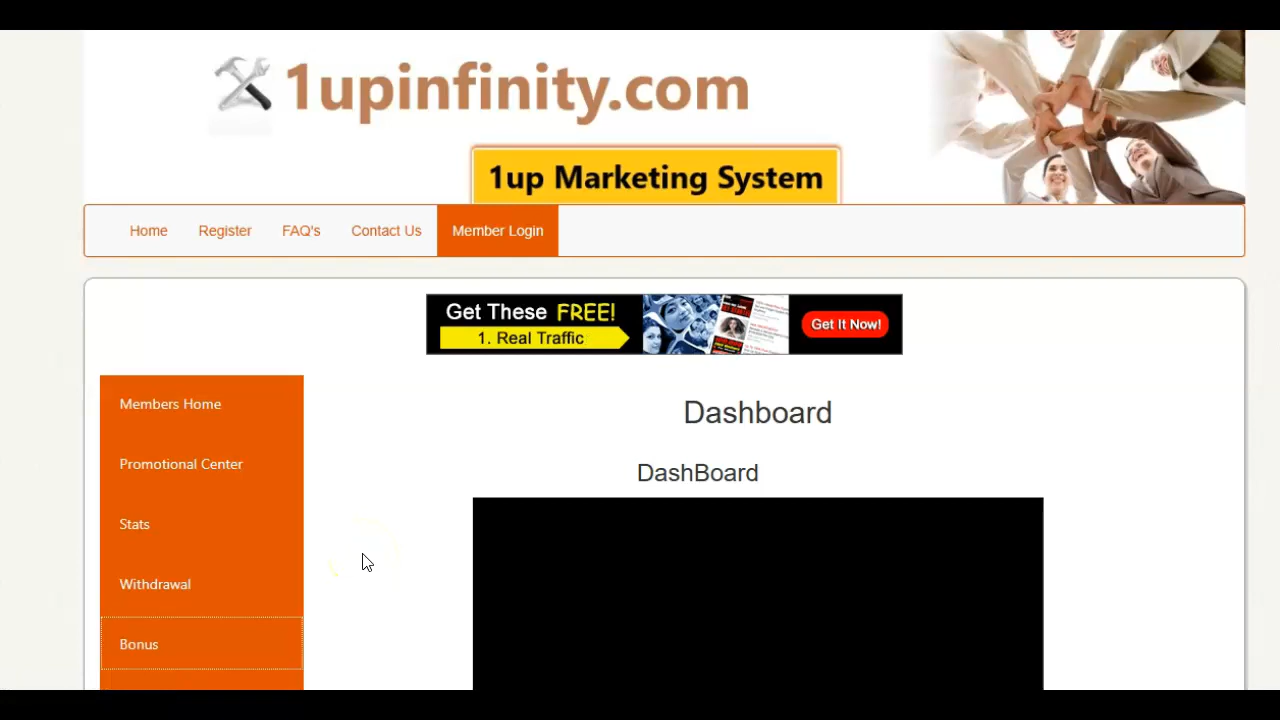 1upinfinity.com
1up Marketing System
Home Register FAQ's Contact Us Member Login
Get These FREE!
1. Real Traffic
Get It Now!
Members Home
Promotional Center
Stats
Withdrawal
Bonus
Dashboard
DashBoard